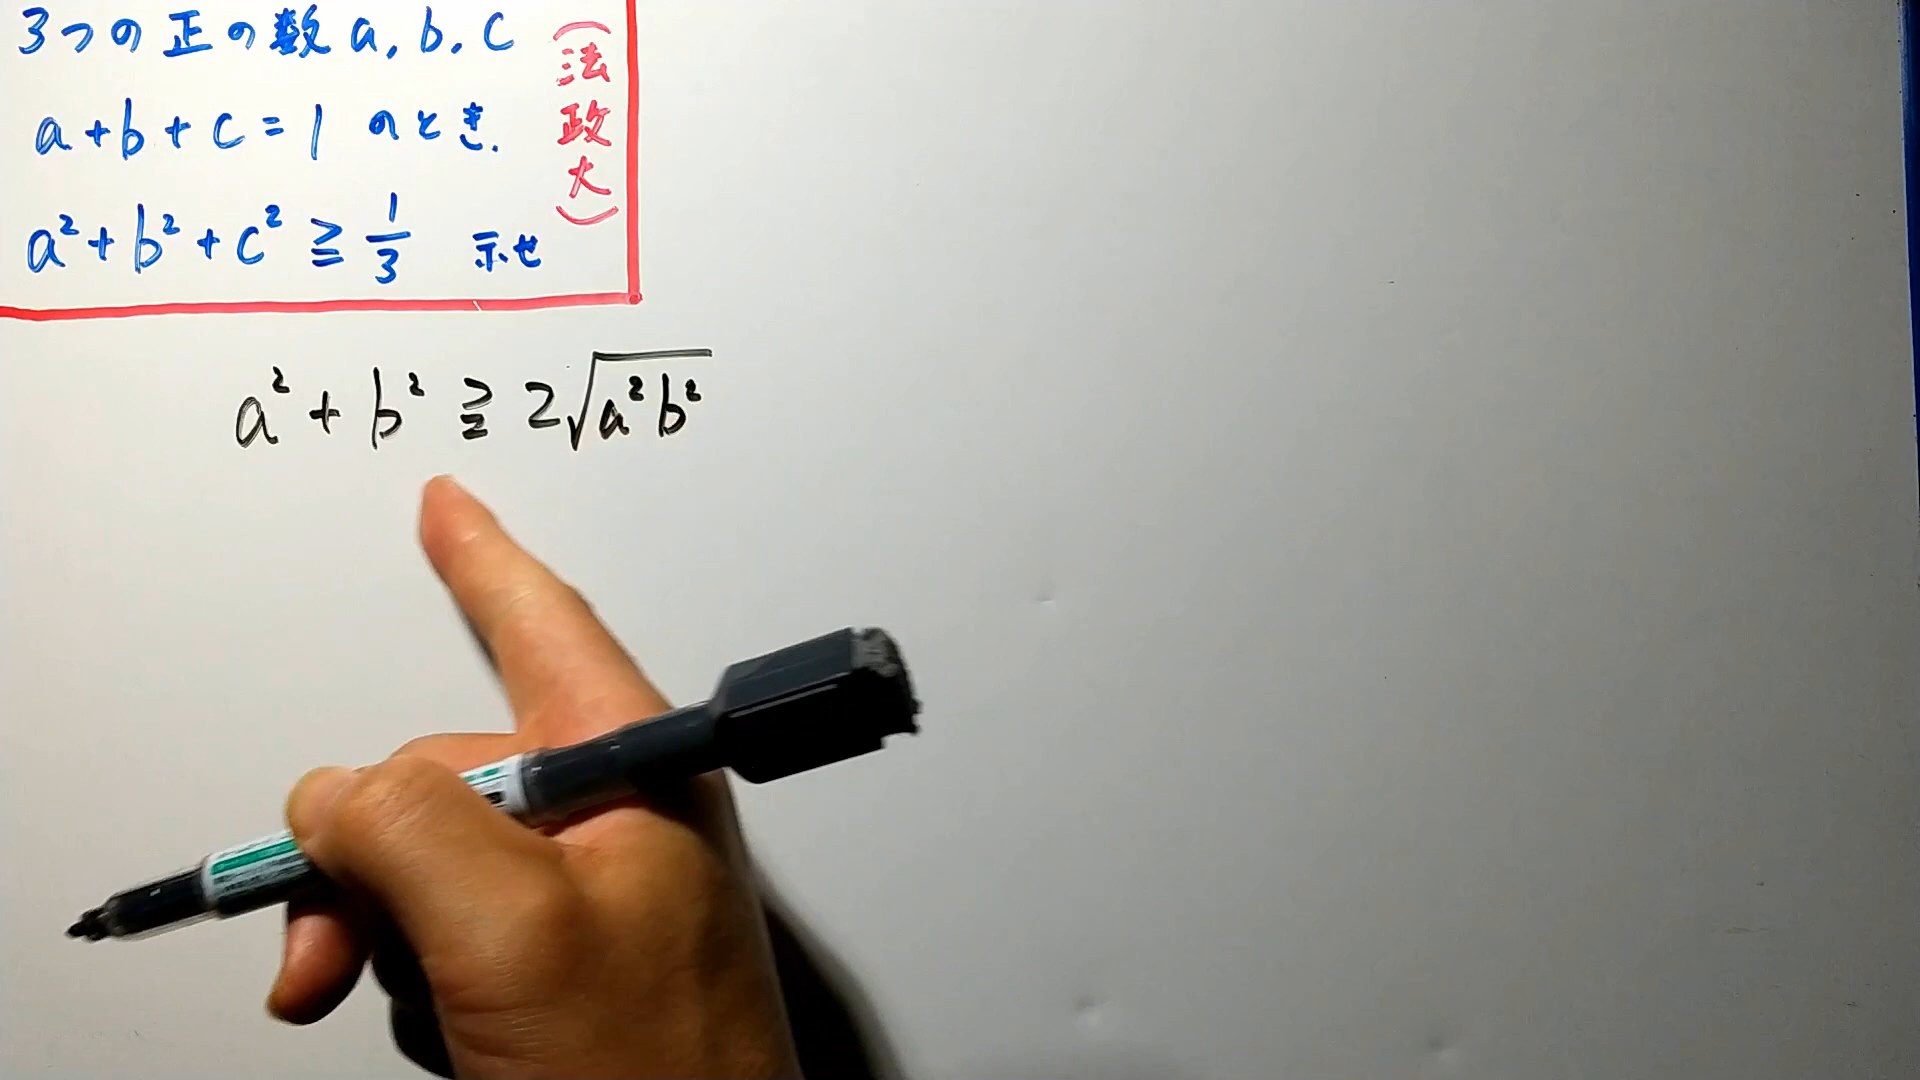 3つの正の数 a, b, c
a+b+c=1 のとき.
a²+b²+c² ≧ 1/3 示せ
(法政大)
a²+b² ≧ 2√a²b²